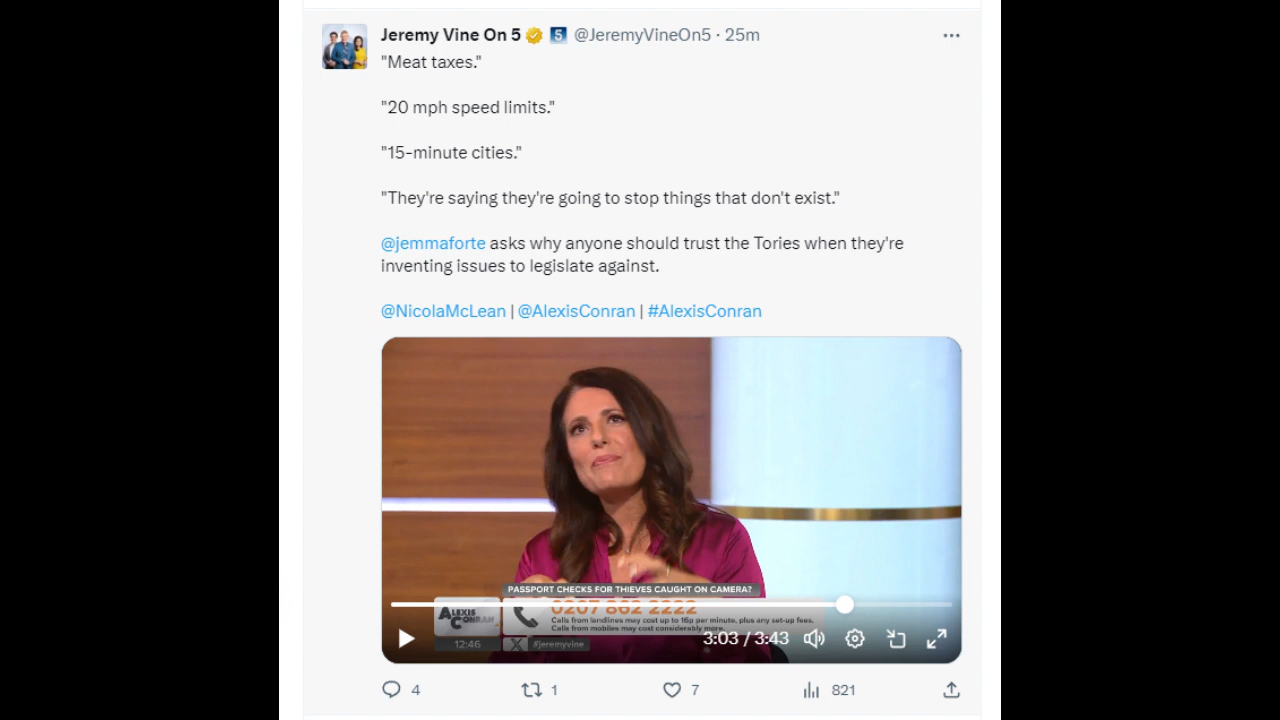 Jeremy Vine On 5 5 @JeremyVineOn5 · 25m
"Meat taxes."
"20 mph speed limits."
"15-minute cities."
"They're saying they're going to stop things that don't exist."
@jemmaforte asks why anyone should trust the Tories when they're
inventing issues to legislate against.
@NicolaMcLean | @AlexisConran | #AlexisConran
PASSPORT CHECKS FOR THIEVES CAUGHT ON CAMERA?
ALEXIS
CONRAN
0207 862 2222
Calls from landlines may cost up to 16p per minute, plus any set-up fees.
Calls from mobiles may cost considerably more.
12:46 X #jeremyvine
3:03 / 3:43
4 1 7 821